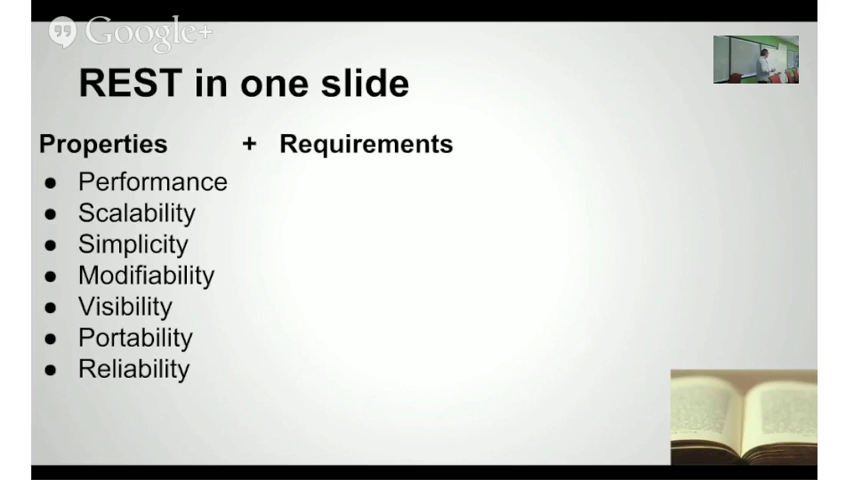 Google+
REST in one slide
Properties + Requirements
● Performance
● Scalability
● Simplicity
● Modifiability
● Visibility
● Portability
● Reliability